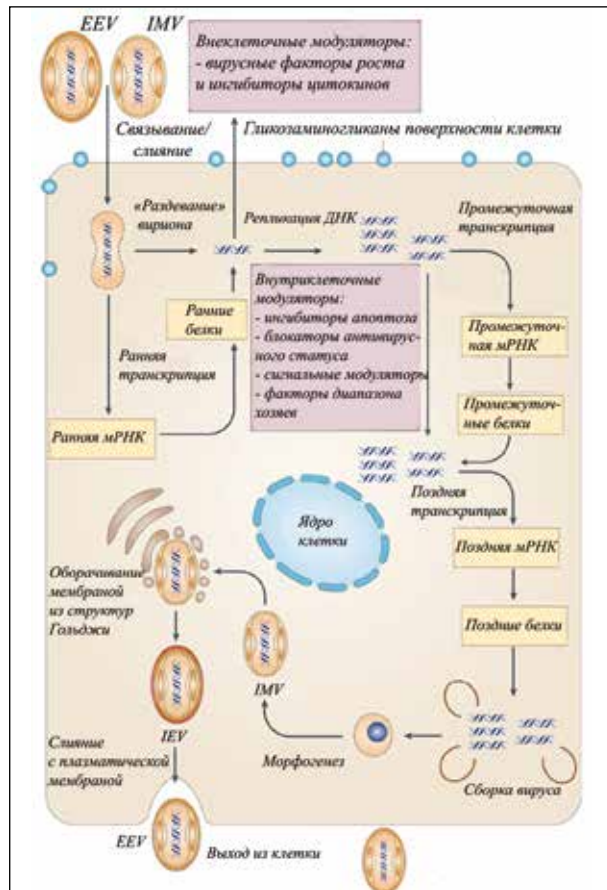 EEV
IMV
Внеклеточные модуляторы:
- вирусные факторы роста
и ингибиторы цитокинов
Связывание/
слияние
Гликозаминогликаны поверхности клетки
«Раздевание»
вириона
Репликация ДНК
Промежуточная
транскрипция
Ранние
белки
Внутриклеточные
модуляторы:
- ингибиторы апоптоза
- блокаторы антивирус-
ного статуса
- сигнальные модуляторы
- факторы диапазона
хозяев
Ранняя
транскрипция
Промежуточ-
ная мРНК
Ранняя мРНК
Промежуточ-
ные белки
Поздняя
транскрипция
Ядро
клетки
Поздняя мРНК
Оборачивание
мембраной
из структур
Гольджи
Поздние белки
IMV
IEV
Слияние
с плазматической
мембраной
Морфогенез
Сборка вируса
EEV
Выход из клетки